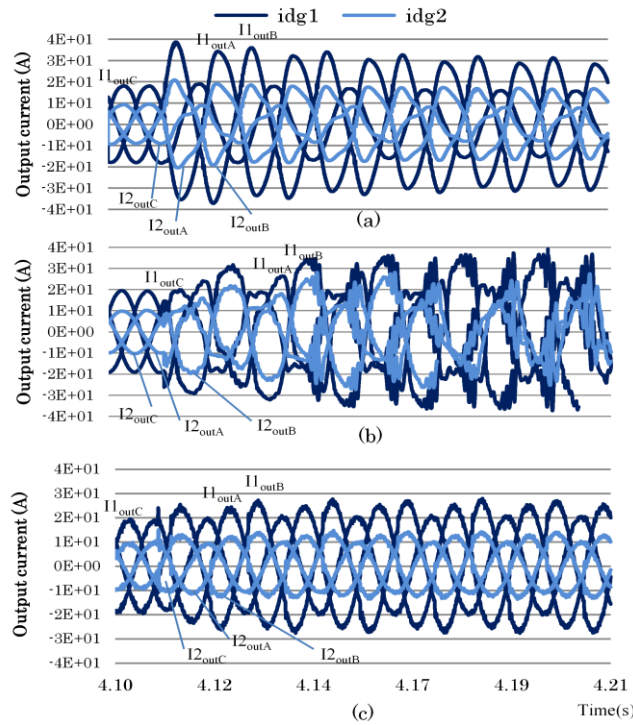 idg1 idg2
Output current (A)
4E+01
3E+01
2E+01
1E+01
0E+00
-1E+01
-2E+01
-3E+01
-4E+01
I1outC
I1outA
I1outB
I2outC
I2outA
I2outB
(a)
Output current (A)
4E+01
3E+01
2E+01
1E+01
0E+00
-1E+01
-2E+01
-3E+01
-4E+01
I1outC
I1outA
I1outB
I2outC
I2outA
I2outB
(b)
Output current (A)
4E+01
3E+01
2E+01
1E+01
0E+00
-1E+01
-2E+01
-3E+01
-4E+01
I1outC
I1outA
I1outB
I2outC
I2outA
I2outB
4.10 4.12 4.14 4.17 4.19 4.21
Time(s)
(c)